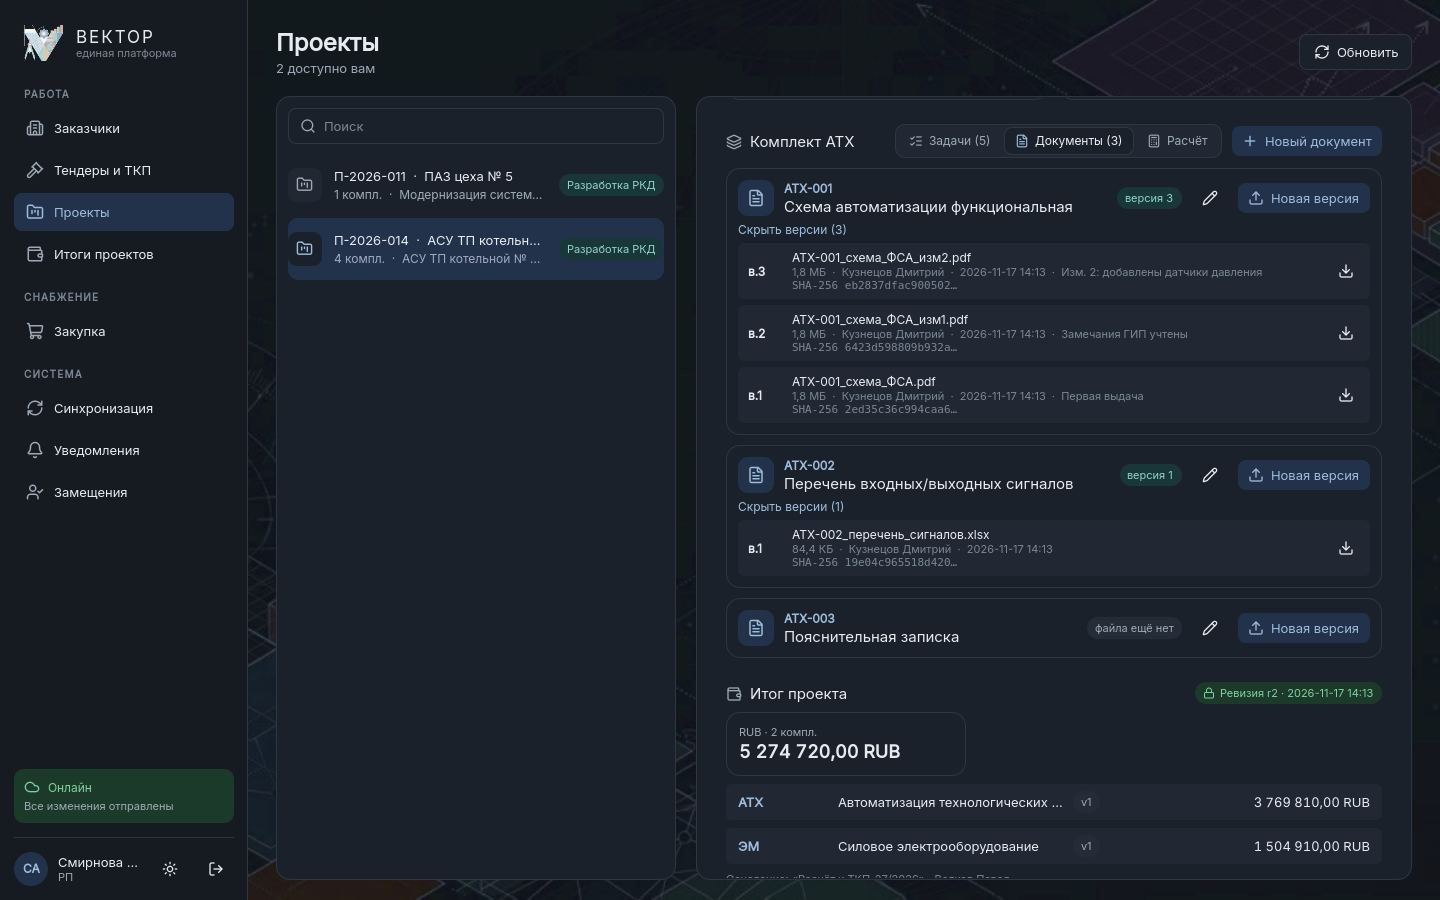 ВЕКТОР
единая платформа
РАБОТА
Заказчики
Тендеры и ТКП
Проекты
Итоги проектов
СНАБЖЕНИЕ
Закупка
СИСТЕМА
Синхронизация
Уведомления
Замещения
Онлайн
Все изменения отправлены
СА
Смирнова ...
РП
Проекты
2 доступно вам
Обновить
Поиск
П-2026-011 · ПАЗ цеха № 5
1 компл. · Модернизация систем...
Разработка РКД
П-2026-014 · АСУ ТП котельн...
4 компл. · АСУ ТП котельной № ...
Разработка РКД
Комплект АТХ
Задачи (5)
Документы (3)
Расчёт
Новый документ
АТХ-001
Схема автоматизации функциональная
версия 3
Новая версия
Скрыть версии (3)
в.3
АТХ-001_схема_ФСА_изм2.pdf
1,8 МБ · Кузнецов Дмитрий · 2026-11-17 14:13 · Изм. 2: добавлены датчики давления
SHA-256 eb2837dfac900502…
в.2
АТХ-001_схема_ФСА_изм1.pdf
1,8 МБ · Кузнецов Дмитрий · 2026-11-17 14:13 · Замечания ГИП учтены
SHA-256 6423d598809b932a…
в.1
АТХ-001_схема_ФСА.pdf
1,8 МБ · Кузнецов Дмитрий · 2026-11-17 14:13 · Первая выдача
SHA-256 2ed35c36c994caa6…
АТХ-002
Перечень входных/выходных сигналов
версия 1
Новая версия
Скрыть версии (1)
в.1
АТХ-002_перечень_сигналов.xlsx
84,4 КБ · Кузнецов Дмитрий · 2026-11-17 14:13
SHA-256 19e04c965518d420…
АТХ-003
Пояснительная записка
файла ещё нет
Новая версия
Итог проекта
Ревизия r2 · 2026-11-17 14:13
RUB · 2 компл.
5 274 720,00 RUB
АТХ
Автоматизация технологических ...
v1
3 769 810,00 RUB
ЭМ
Силовое электрооборудование
v1
1 504 910,00 RUB